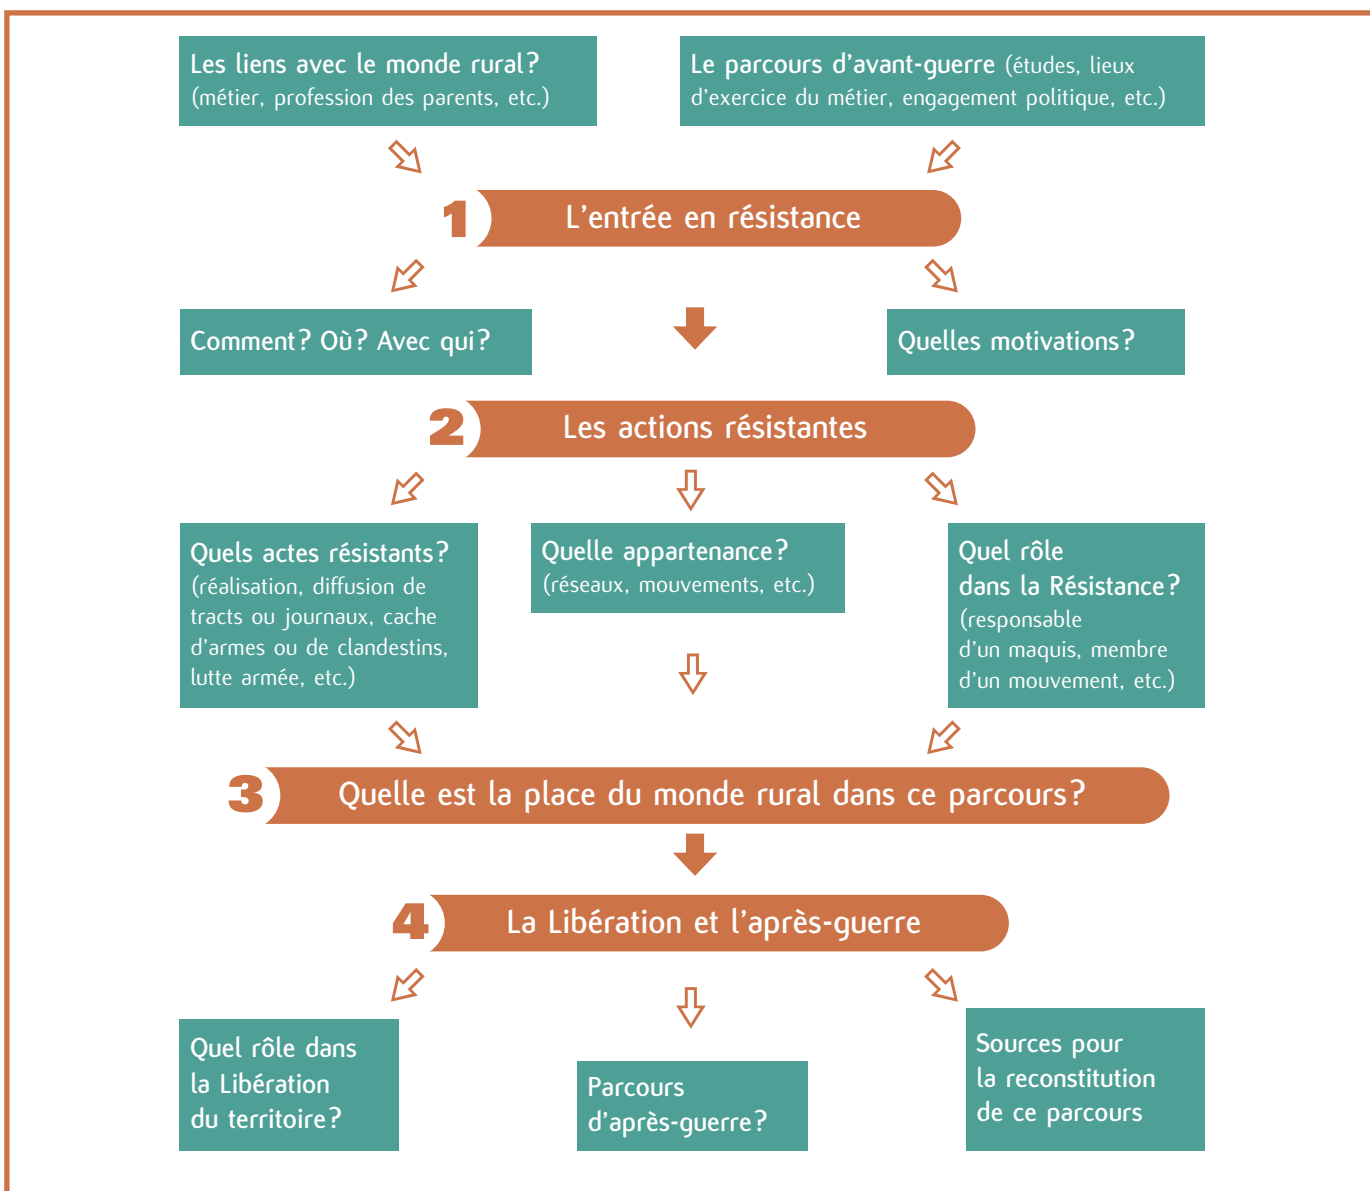 Les liens avec le monde rural?
(métier, profession des parents, etc.)
Le parcours d'avant-guerre (études, lieux
d'exercice du métier, engagement politique, etc.)
1 L'entrée en résistance
Comment? Où? Avec qui?
Quelles motivations?
2 Les actions résistantes
Quels actes résistants?
(réalisation, diffusion de
tracts ou journaux, cache
d'armes ou de clandestins,
lutte armée, etc.)
Quelle appartenance?
(réseaux, mouvements, etc.)
Quel rôle
dans la Résistance?
(responsable
d'un maquis, membre
d'un mouvement, etc.)
3 Quelle est la place du monde rural dans ce parcours?
4 La Libération et l'après-guerre
Quel rôle dans
la Libération
du territoire?
Parcours
d'après-guerre?
Sources pour
la reconstitution
de ce parcours